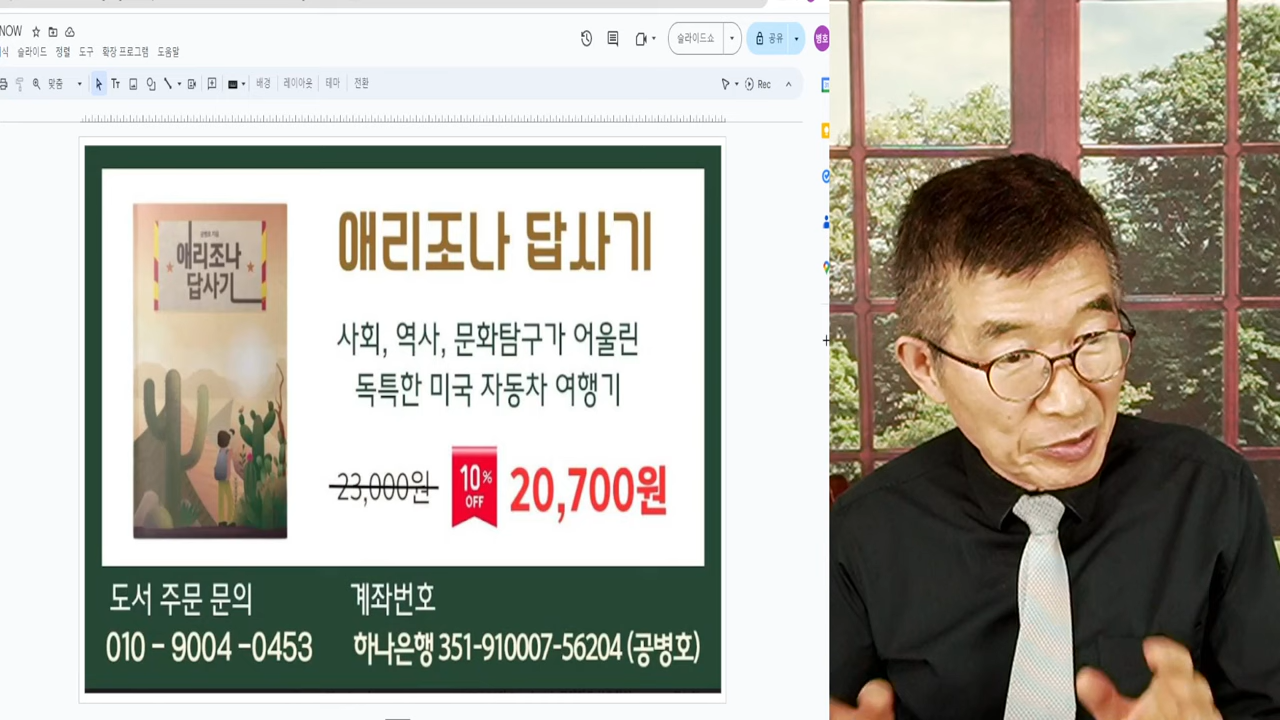 NOW
슬라이드 정렬 도구 확장 프로그램 도움말
슬라이드쇼
공유
병호
맞춤
Tт
배경 레이아웃 테마 전환
Rec
애리조나
답사기
애리조나 답사기
사회, 역사, 문화탐구가 어울린
독특한 미국 자동차 여행기
23,000원
10%
OFF
20,700원
도서 주문 문의
010 - 9004 -0453
계좌번호
하나은행 351-910007-56204 (공병호)